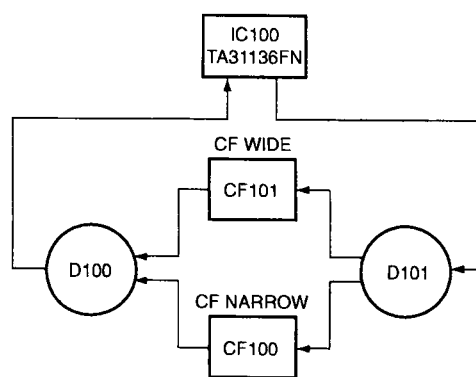 IC100
TA31136FN
CF WIDE
CF101
D100
D101
CF NARROW
CF100